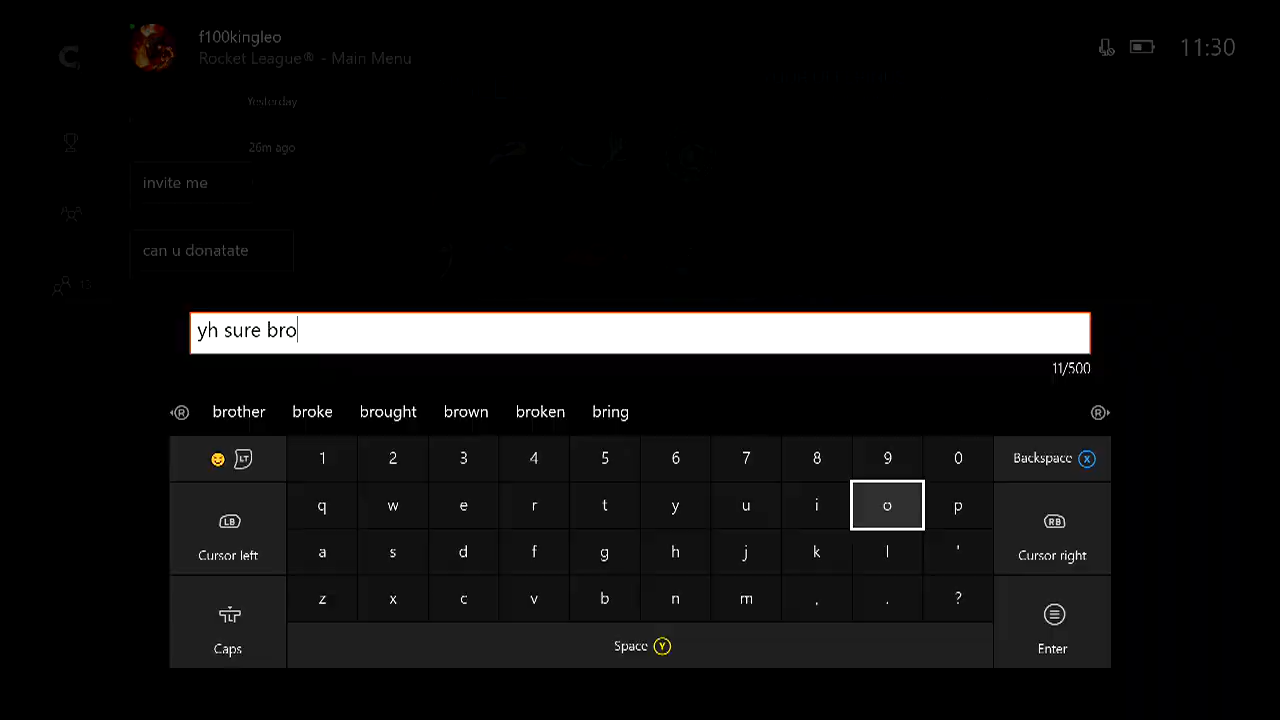 f100kingleo
Rocket League® - Main Menu
11:30
Yesterday
26m ago
invite me
can u donatate
yh sure bro
11/500
R brother broke brought brown broken bring R
LT 1 2 3 4 5 6 7 8 9 0 Backspace X
q w e r t y u i o p
LB RB
Cursor left Cursor right
a s d f g h j k l '
z x c v b n m , . ?
LT
Caps Enter
Space Y